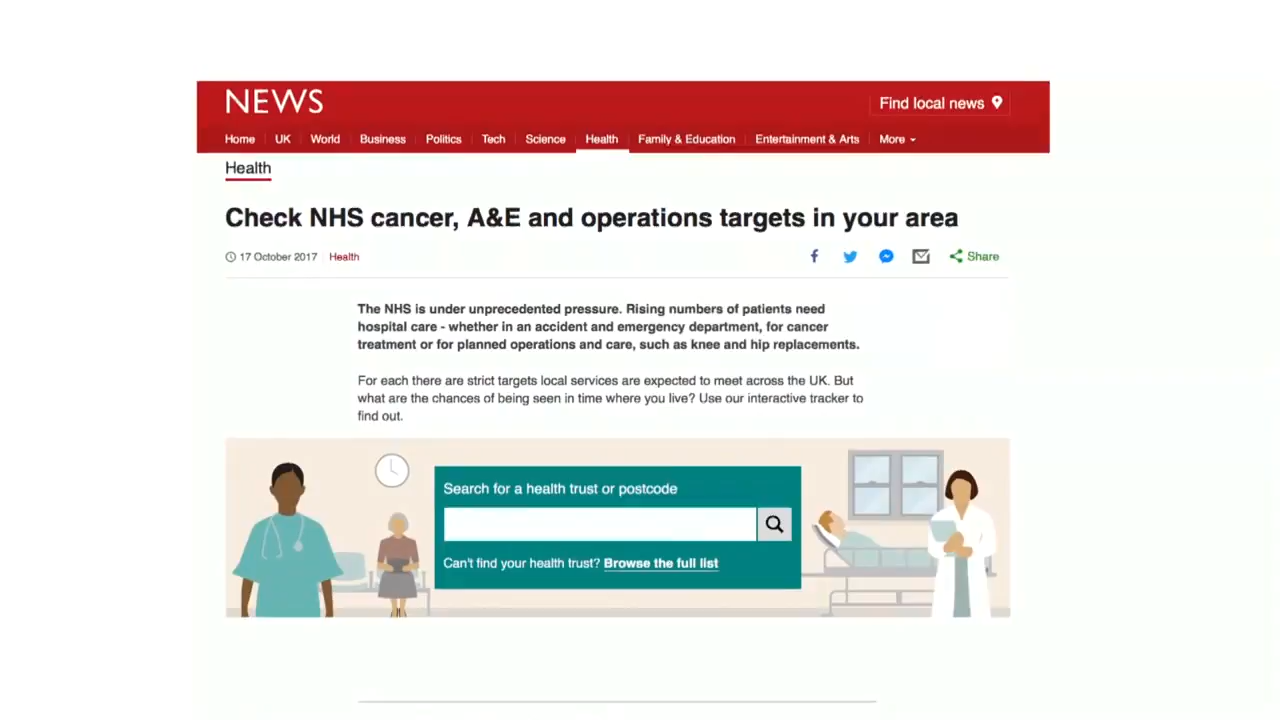 NEWS
Find local news
Home UK World Business Politics Tech Science Health Family & Education Entertainment & Arts More
Health
Check NHS cancer, A&E and operations targets in your area
17 October 2017 Health
Share
The NHS is under unprecedented pressure. Rising numbers of patients need
hospital care - whether in an accident and emergency department, for cancer
treatment or for planned operations and care, such as knee and hip replacements.
For each there are strict targets local services are expected to meet across the UK. But
what are the chances of being seen in time where you live? Use our interactive tracker to
find out.
Search for a health trust or postcode
Can't find your health trust? Browse the full list